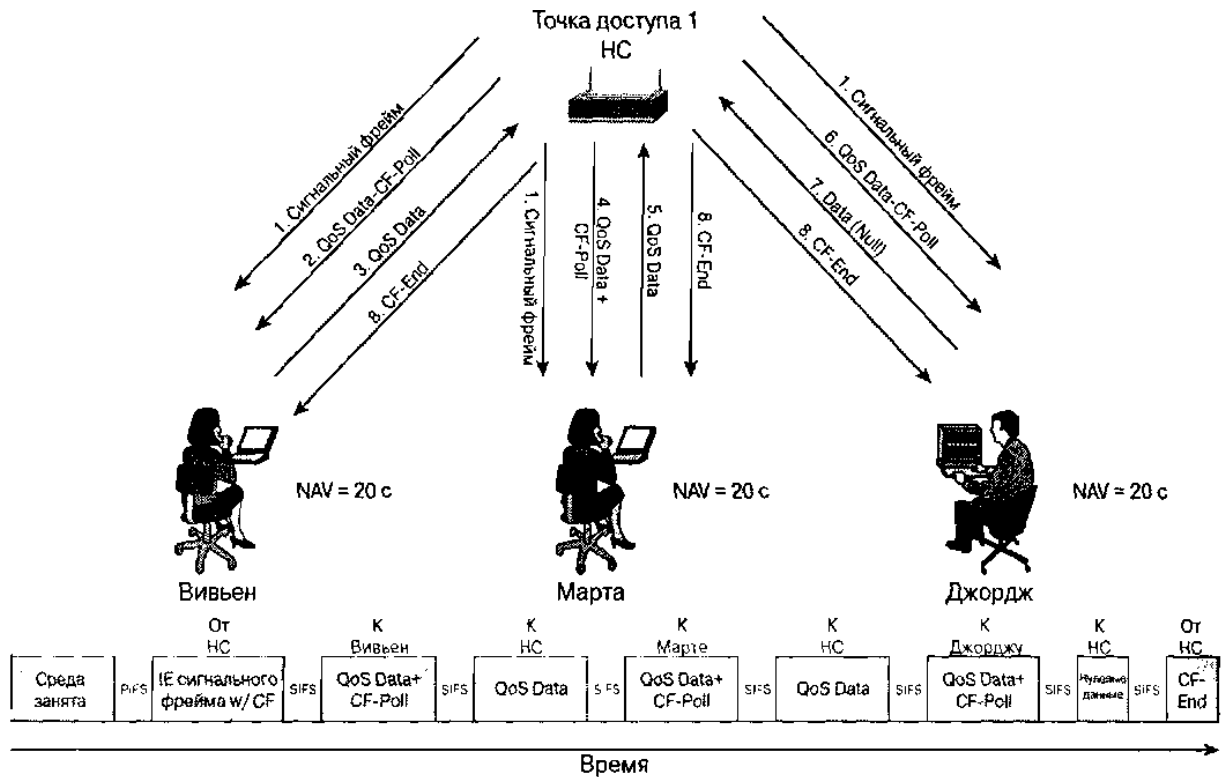 Точка доступа 1
НС
1. Сигнальный фрейм
2. QoS Data-CF-Poll
3. QoS Data
8. CF-End
1. Сигнальный фрейм
4. QoS Data +
CF-Poll
5. QoS Data
8. CF-End
1. Сигнальный фрейм
6. QoS Data-CF-Poll
7. Data (Null)
8. CF-End
NAV = 20 с
NAV = 20 с
NAV = 20 с
Вивьен
Марта
Джордж
От
НС
К
Вивьен
К
НС
К
Марте
К
НС
К
Джорджу
К
НС
От
НС
Среда
занята
PIFS
IE сигнального
фрейма w/ CF
SIFS
QoS Data+
CF-Poll
SIFS
QoS Data
SIFS
QoS Data+
CF-Poll
SIFS
QoS Data
SIFS
QoS Data+
CF-Poll
SIFS
Нулевые
данные
SIFS
CF-
End
Время